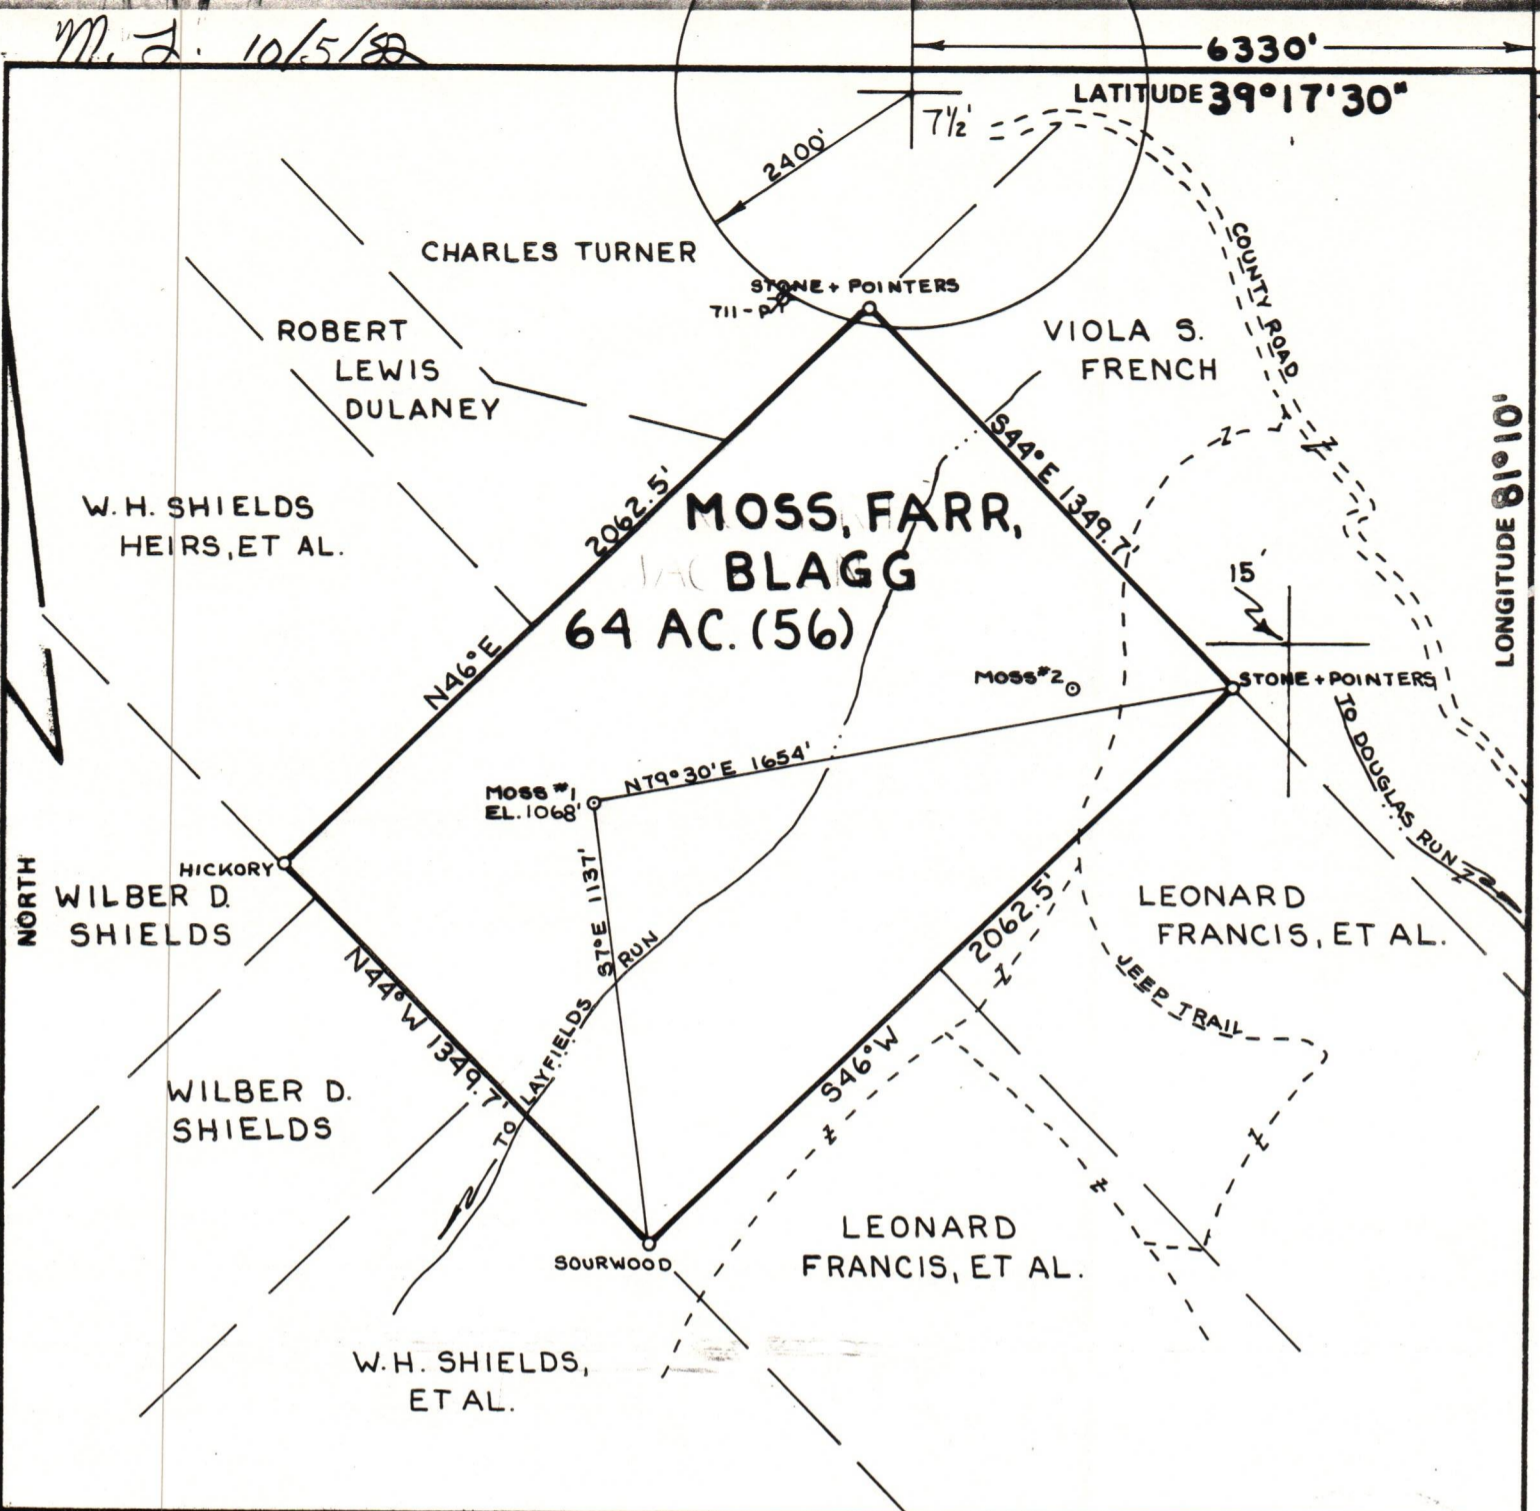 M. L. 10/5/82
6330'
LATITUDE 39°17'30"
7½'
2400'
COUNTY ROAD
CHARLES TURNER
STONE + POINTERS
711-P
ROBERT
LEWIS
DULANEY
VIOLA S.
FRENCH
LONGITUDE 81°10'
W. H. SHIELDS
HEIRS, ET AL.
2062.5'
N46°E
S44°E 1349.7'
MOSS, FARR,
BLAGG
64 AC. (56)
15'
MOSS #2
STONE + POINTERS
TO DOUGLAS RUN
N79°30'E 1654'
MOSS #1
EL. 1068'
HICKORY
NORTH
WILBER D.
SHIELDS
S7°E 1137'
TO LAYFIELDS RUN
N44°W 1349.7'
2062.5'
S46°W
LEONARD
FRANCIS, ET AL.
JEEP TRAIL
WILBER D.
SHIELDS
SOURWOOD
LEONARD
FRANCIS, ET AL.
W. H. SHIELDS,
ET AL.